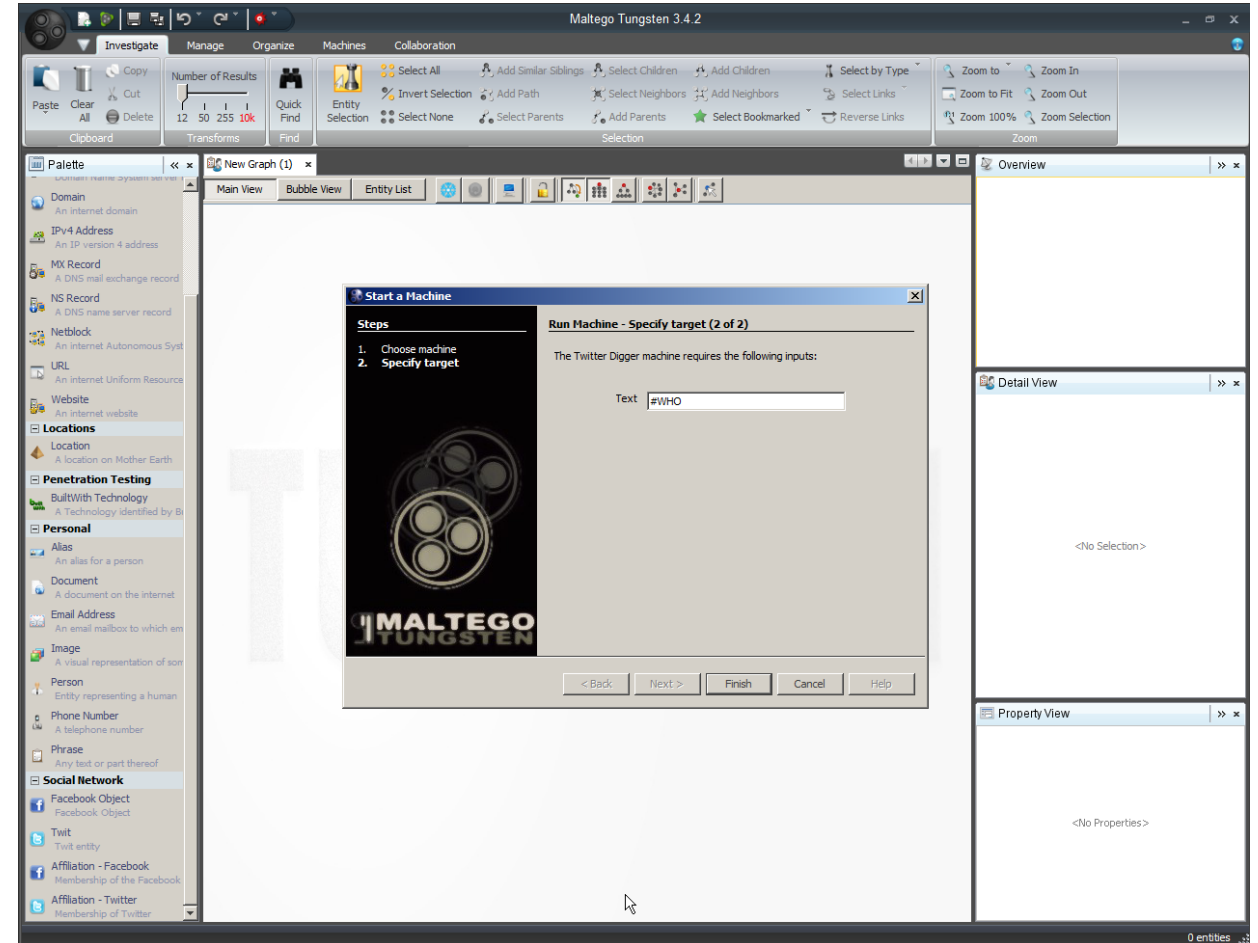 Maltego Tungsten 3.4.2
Investigate Manage Organize Machines Collaboration
Paste
Clear All
Copy
Cut
Delete
Clipboard
Number of Results
12 50 255 10k
Transforms
Quick Find
Find
Entity Selection
Select All
Invert Selection
Select None
Add Similar Siblings
Add Path
Select Parents
Select Children
Select Neighbors
Add Parents
Add Children
Add Neighbors
Select Bookmarked
Select by Type
Select Links
Reverse Links
Selection
Zoom to
Zoom to Fit
Zoom 100%
Zoom In
Zoom Out
Zoom Selection
Zoom
Palette
Domain Name System server
Domain
An internet domain
IPv4 Address
An IP version 4 address
MX Record
A DNS mail exchange record
NS Record
A DNS name server record
Netblock
An internet Autonomous Syst
URL
An internet Uniform Resource
Website
An internet website
Locations
Location
A location on Mother Earth
Penetration Testing
BuiltWith Technology
A Technology identified by Bu
Personal
Alias
An alias for a person
Document
A document on the internet
Email Address
An email mailbox to which em
Image
A visual representation of som
Person
Entity representing a human
Phone Number
A telephone number
Phrase
Any text or part thereof
Social Network
Facebook Object
Facebook Object
Twit
Twit entity
Affiliation - Facebook
Membership of the Facebook
Affiliation - Twitter
Membership of Twitter
New Graph (1)
Main View Bubble View Entity List
Start a Machine
Steps
1. Choose machine
2. Specify target
MALTEGO
TUNGSTEN
Run Machine - Specify target (2 of 2)
The Twitter Digger machine requires the following inputs:
Text #WHO
< Back Next > Finish Cancel Help
Overview
Detail View
<No Selection>
Property View
<No Properties>
0 entities